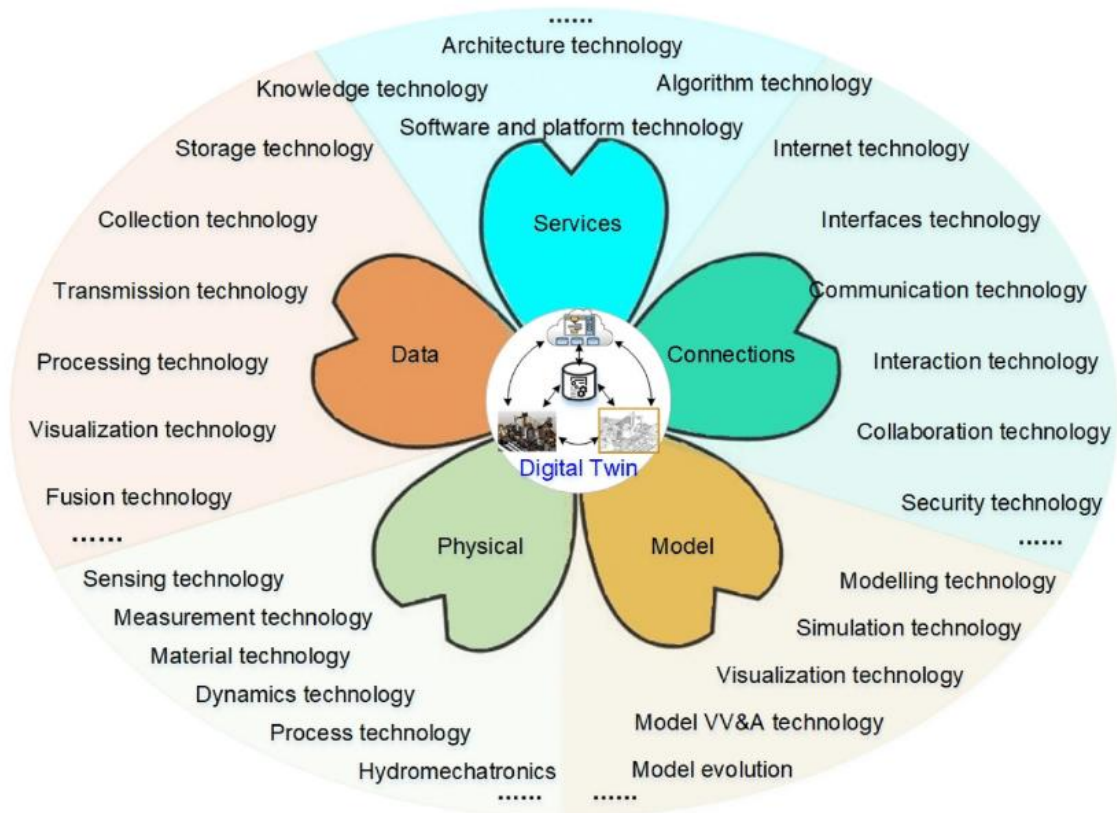 ......
Architecture technology
Knowledge technology
Algorithm technology
Software and platform technology
Services
Storage technology
Collection technology
Transmission technology
Processing technology
Visualization technology
Fusion technology
......
Data
Internet technology
Interfaces technology
Communication technology
Interaction technology
Collaboration technology
Security technology
......
Connections
Digital Twin
Physical
Sensing technology
Measurement technology
Material technology
Dynamics technology
Process technology
Hydromechatronics
......
Model
Modelling technology
Simulation technology
Visualization technology
Model VV&A technology
Model evolution
......